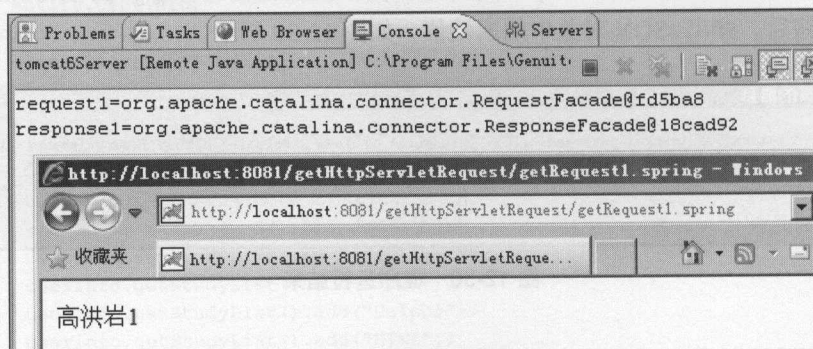 Problems Tasks Web Browser Console Servers
tomcat6Server [Remote Java Application] C:\Program Files\Genuit
request1=org.apache.catalina.connector.RequestFacade@fd5ba8
response1=org.apache.catalina.connector.ResponseFacade@18cad92
http://localhost:8081/getHttpServletRequest/getRequest1.spring - Windows
http://localhost:8081/getHttpServletRequest/getRequest1.spring
收藏夹 http://localhost:8081/getHttpServletReque...
高洪岩1